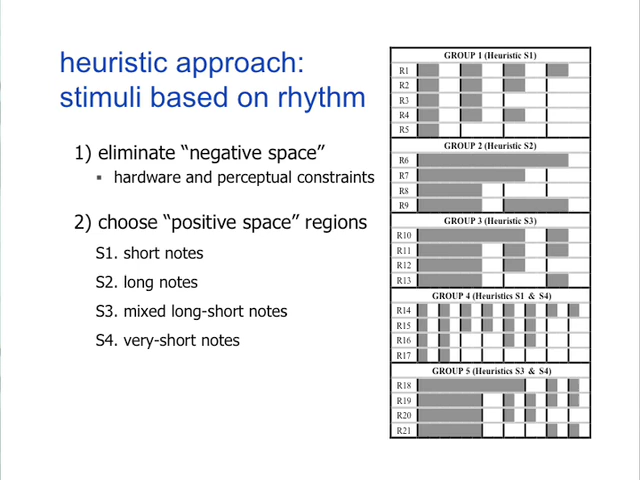 heuristic approach:
stimuli based on rhythm
1) eliminate “negative space”
▪ hardware and perceptual constraints
2) choose “positive space” regions
S1. short notes
S2. long notes
S3. mixed long-short notes
S4. very-short notes
GROUP 1 (Heuristic S1)
R1
R2
R3
R4
R5
GROUP 2 (Heuristic S2)
R6
R7
R8
R9
GROUP 3 (Heuristic S3)
R10
R11
R12
R13
GROUP 4 (Heuristics S1 & S4)
R14
R15
R16
R17
GROUP 5 (Heuristics S3 & S4)
R18
R19
R20
R21